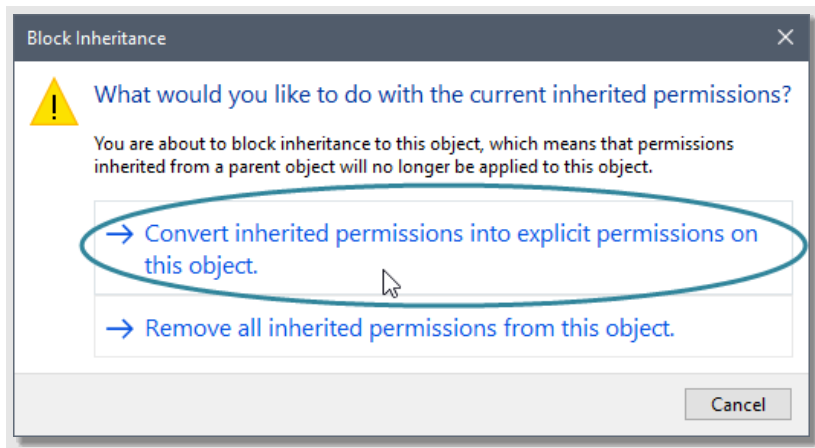 Block Inheritance
What would you like to do with the current inherited permissions?
You are about to block inheritance to this object, which means that permissions
inherited from a parent object will no longer be applied to this object.
Convert inherited permissions into explicit permissions on
this object.
Remove all inherited permissions from this object.
Cancel